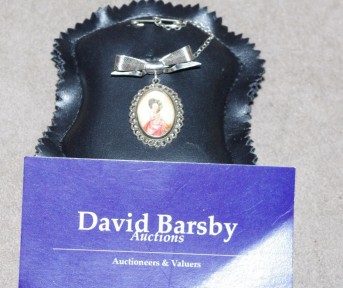 David Barsby
Auctions
Auctioneers & Valuers